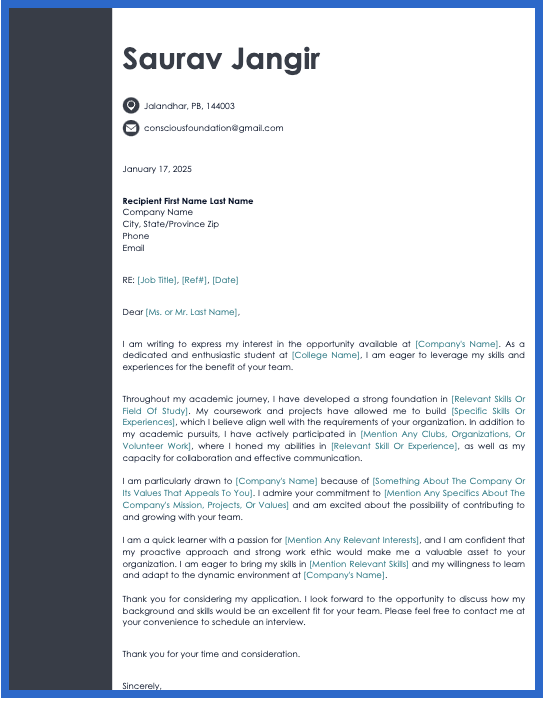 Saurav Jangir
Jalandhar, PB, 144003
consciousfoundation@gmail.com
January 17, 2025
Recipient First Name Last Name
Company Name
City, State/Province Zip
Phone
Email
RE: [Job Title], [Ref#], [Date]
Dear [Ms. or Mr. Last Name],
I am writing to express my interest in the opportunity available at [Company's Name]. As a
dedicated and enthusiastic student at [College Name], I am eager to leverage my skills and
experiences for the benefit of your team.
Throughout my academic journey, I have developed a strong foundation in [Relevant Skills Or
Field Of Study]. My coursework and projects have allowed me to build [Specific Skills Or
Experiences], which I believe align well with the requirements of your organization. In addition to
my academic pursuits, I have actively participated in [Mention Any Clubs, Organizations, Or
Volunteer Work], where I honed my abilities in [Relevant Skill Or Experience], as well as my
capacity for collaboration and effective communication.
I am particularly drawn to [Company's Name] because of [Something About The Company Or
Its Values That Appeals To You]. I admire your commitment to [Mention Any Specifics About The
Company's Mission, Projects, Or Values] and am excited about the possibility of contributing to
and growing with your team.
I am a quick learner with a passion for [Mention Any Relevant Interests], and I am confident that
my proactive approach and strong work ethic would make me a valuable asset to your
organization. I am eager to bring my skills in [Mention Relevant Skills] and my willingness to learn
and adapt to the dynamic environment at [Company's Name].
Thank you for considering my application. I look forward to the opportunity to discuss how my
background and skills would be an excellent fit for your team. Please feel free to contact me at
your convenience to schedule an interview.
Thank you for your time and consideration.
Sincerely,